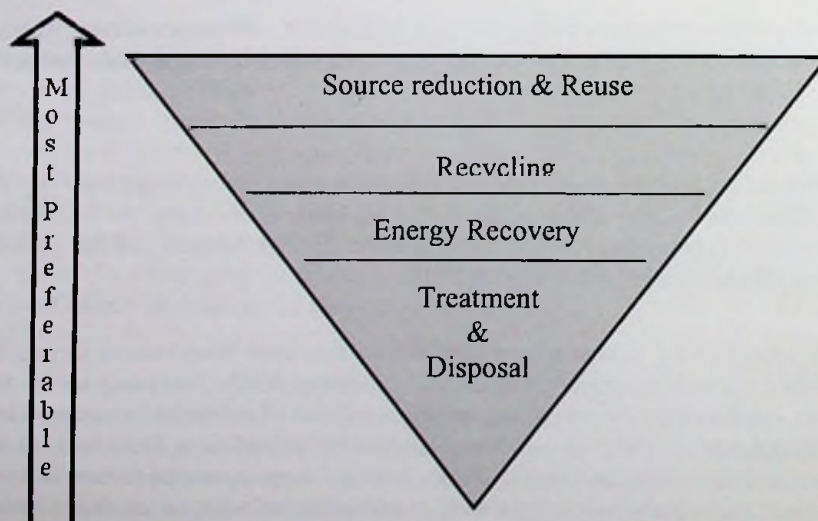 Most Preferable
Source reduction & Reuse
Recycling
Energy Recovery
Treatment
&
Disposal